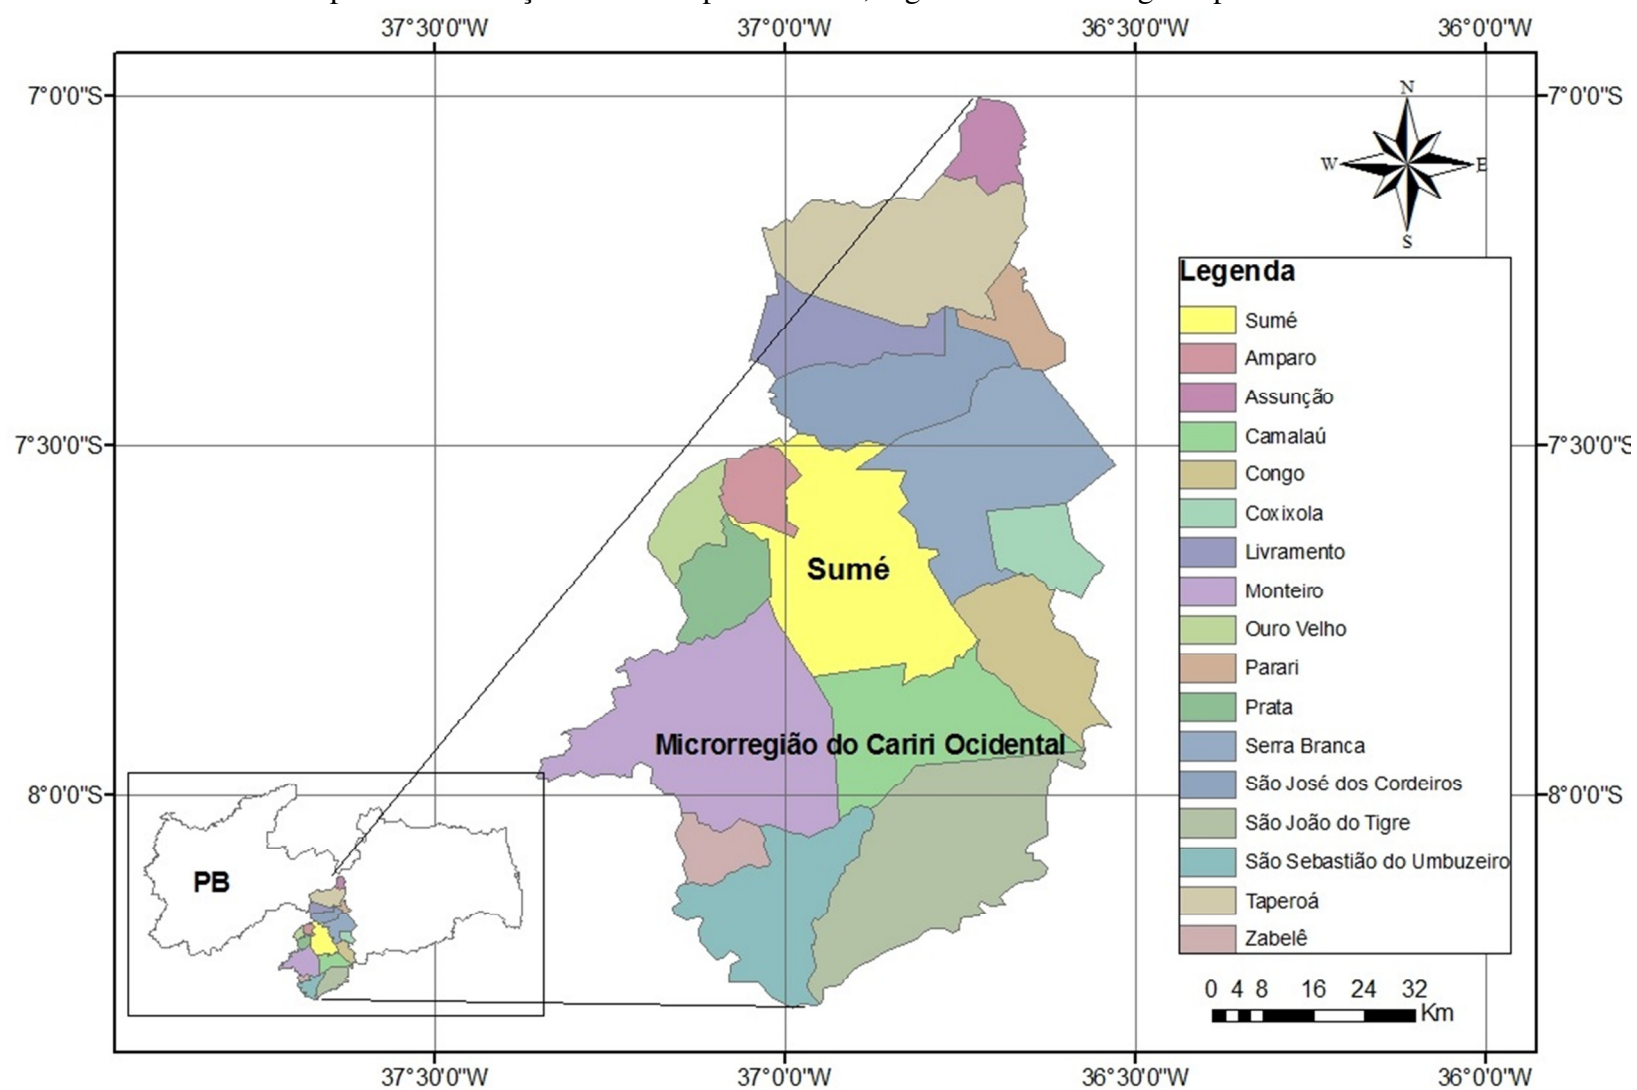 37°30'0"W 37°0'0"W 36°30'0"W 36°0'0"W
7°0'0"S 7°0'0"S
N
W E
S
Legenda
Sumé
Amparo
Assunção
Camalaú
Congo
Coxixola
Livramento
Monteiro
Ouro Velho
Parari
Prata
Serra Branca
São José dos Cordeiros
São João do Tigre
São Sebastião do Umbuzeiro
Taperoá
Zabelê
7°30'0"S 7°30'0"S
Sumé
Microrregião do Cariri Ocidental
8°0'0"S 8°0'0"S
PB
0 4 8 16 24 32
Km
37°30'0"W 37°0'0"W 36°30'0"W 36°0'0"W